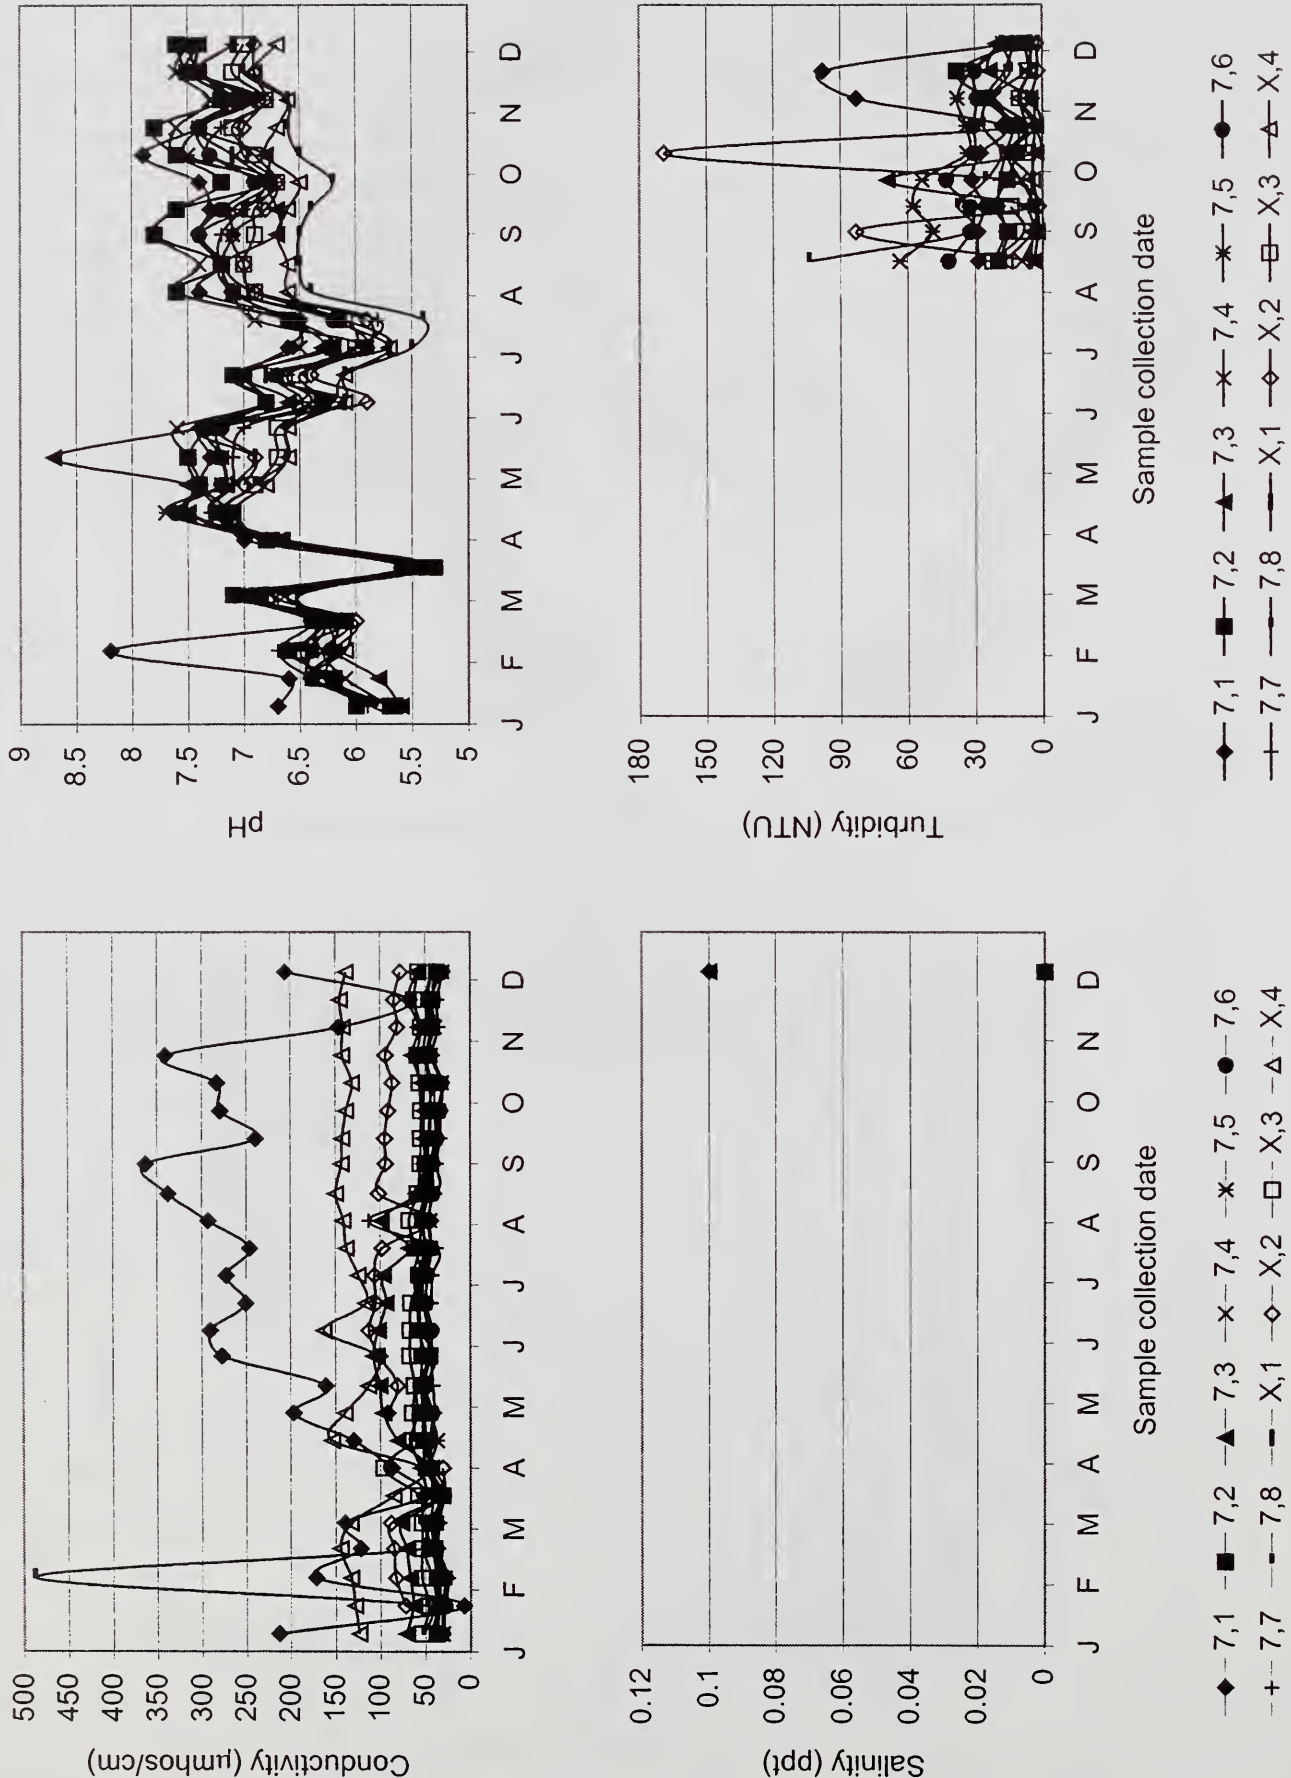 Conductivity (µmhos/cm)
500
450
400
350
300
250
200
150
100
50
0
J F M A M J J A S O N D
pH
9
8.5
8
7.5
7
6.5
6
5.5
5
J F M A M J J A S O N D
Salinity (ppt)
0.12
0.1
0.08
0.06
0.04
0.02
0
J F M A M J J A S O N D
Sample collection date
7,1 7,2 7,3 7,4 7,5 7,6
7,7 7,8 X,1 X,2 X,3 X,4
Turbidity (NTU)
180
150
120
90
60
30
0
J F M A M J J A S O N D
Sample collection date
7,1 7,2 7,3 7,4 7,5 7,6
7,7 7,8 X,1 X,2 X,3 X,4